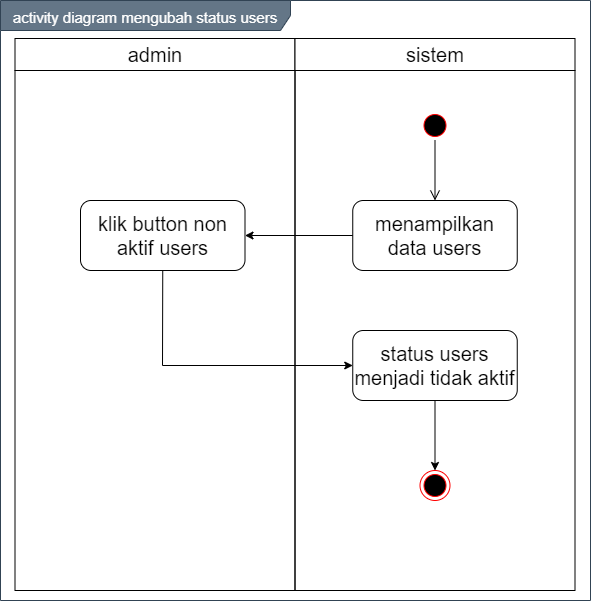 activity diagram mengubah status users
admin
sistem
klik button non
aktif users
menampilkan
data users
status users
menjadi tidak aktif